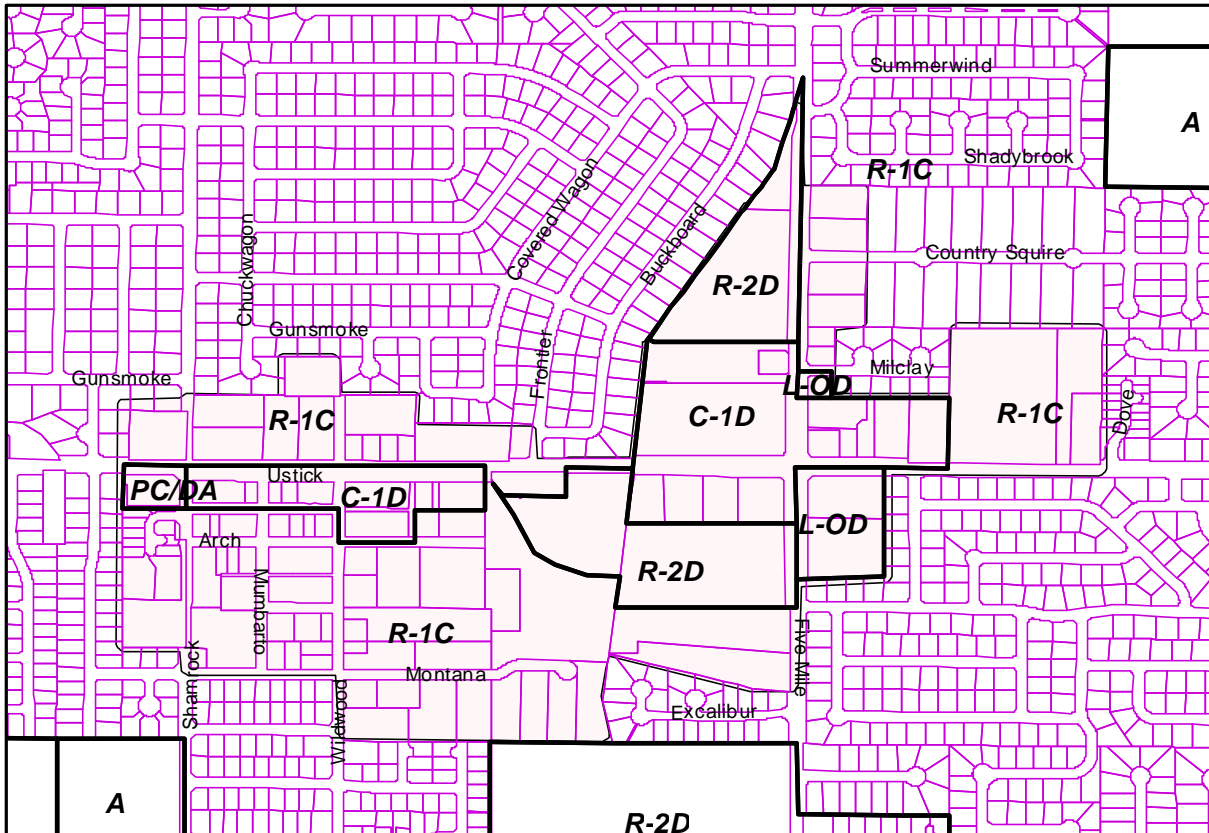 Summerwind
A
Shadybrook
R-1C
Covered Wagon
Buckboard
Chuckwagon
Country Squire
R-2D
Gunsmoke
Frontier
Milclay
Gunsmoke
L-OD
C-1D
R-1C
Dove
R-1C
Ustick
PC/DA
C-1D
L-OD
Arch
R-2D
Mumbarto
R-1C
Five Mile
Montana
Shamrock
Wildwood
Excalibur
A
R-2D